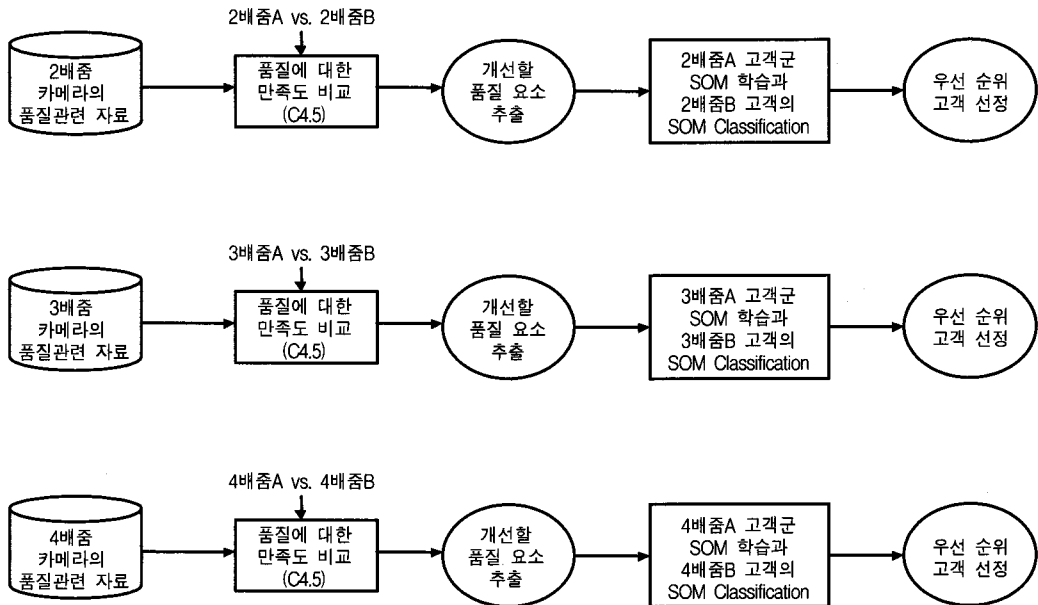 2배줌A vs. 2배줌B
2배줌
카메라의
품질관련 자료
품질에 대한
만족도 비교
(C4.5)
개선할
품질 요소
추출
2배줌A 고객군
SOM 학습과
2배줌B 고객의
SOM Classification
우선 순위
고객 선정
3배줌A vs. 3배줌B
3배줌
카메라의
품질관련 자료
품질에 대한
만족도 비교
(C4.5)
개선할
품질 요소
추출
3배줌A 고객군
SOM 학습과
3배줌B 고객의
SOM Classification
우선 순위
고객 선정
4배줌A vs. 4배줌B
4배줌
카메라의
품질관련 자료
품질에 대한
만족도 비교
(C4.5)
개선할
품질 요소
추출
4배줌A 고객군
SOM 학습과
4배줌B 고객의
SOM Classification
우선 순위
고객 선정